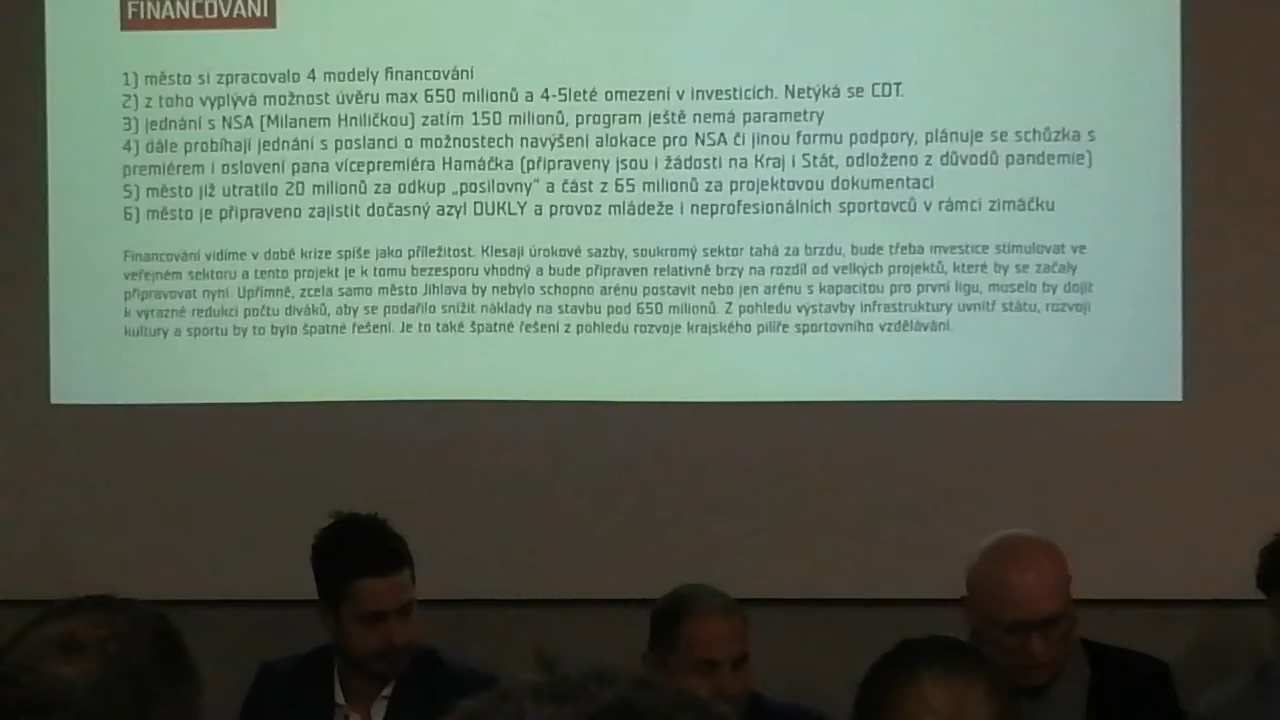 FINANCOVÁNÍ
1) město si zpracovalo 4 modely financování
2) z toho vyplývá možnost úvěru max 650 milionů a 4-5leté omezení v investicích. Netýká se CDT.
3) jednání s NSA (Milanem Hniličkou) zatím 150 milionů, program ještě nemá parametry
4) dále probíhají jednání s poslanci o možnostech navýšení alokace pro NSA či jinou formu podpory, plánuje se schůzka s
premiérem i oslovení pana vícepremiéra Hamáčka (připraveny jsou i žádosti na Kraj i Stát, odloženo z důvodů pandemie)
5) město již utratilo 20 milionů za odkup „posilovny" a část z 65 milionů za projektovou dokumentaci
6) město je připraveno zajistit dočasný azyl DUKLY a provoz mládeže i neprofesionálních sportovců v rámci zimáčku
Financování vidíme v době krize spíše jako příležitost. Klesají úrokové sazby, soukromý sektor tahá za brzdu, bude třeba investice stimulovat ve
veřejném sektoru a tento projekt je k tomu bezesporu vhodný a bude připraven relativně brzy na rozdíl od velkých projektů, které by se začaly
připravovat nyní. Upřímně, zcela samo město Jihlava by nebylo schopno arénu postavit nebo jen arénu s kapacitou pro první ligu, muselo by dojít
k výrazné redukci počtu diváků, aby se podařilo snížit náklady na stavbu pod 650 milionů. Z pohledu výstavby infrastruktury uvnitř státu, rozvoji
kultury a sportu by to bylo špatné řešení. Je to také špatné řešení z pohledu rozvoje krajského pilíře sportovního vzdělávání.